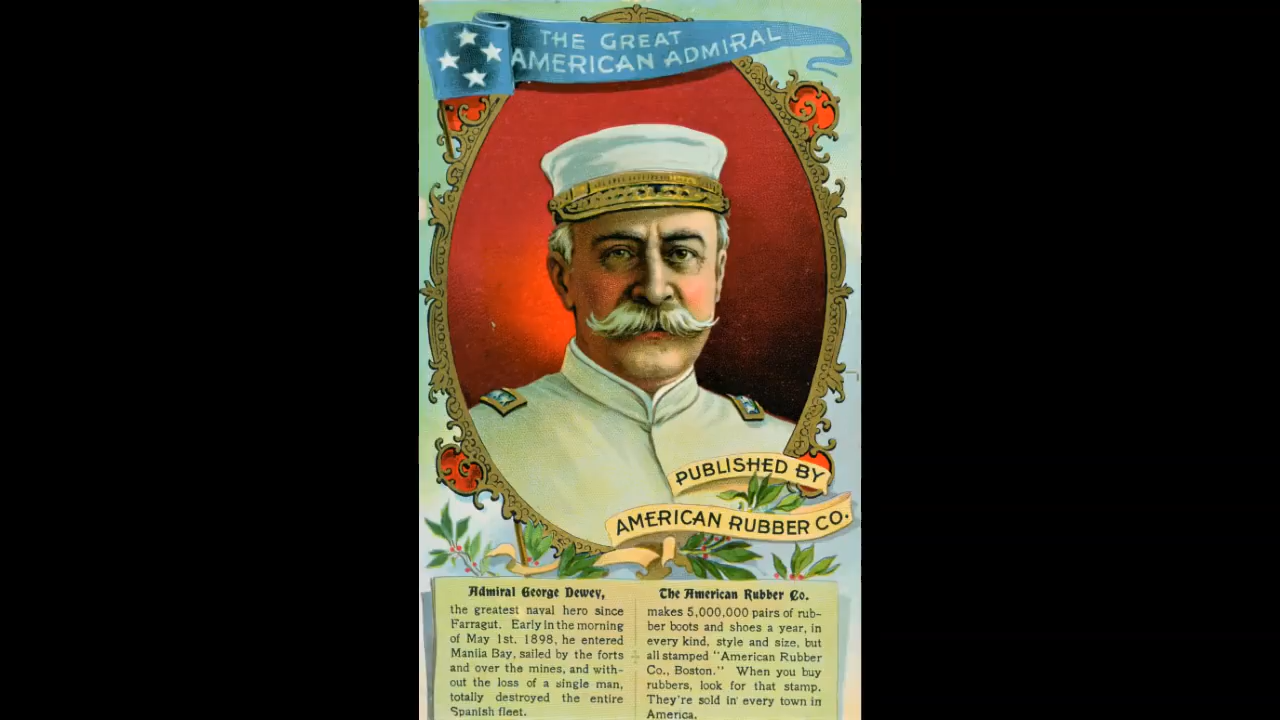 THE GREAT
AMERICAN ADMIRAL
PUBLISHED BY
AMERICAN RUBBER CO.
Admiral George Dewey,
the greatest naval hero since
Farragut. Early in the morning
of May 1st, 1898, he entered
Manila Bay, sailed by the forts
and over the mines, and with-
out the loss of a single man,
totally destroyed the entire
Spanish fleet.
The American Rubber Co.
makes 5,000,000 pairs of rub-
ber boots and shoes a year, in
every kind, style and size, but
all stamped "American Rubber
Co., Boston." When you buy
rubbers, look for that stamp.
They're sold in every town in
America.